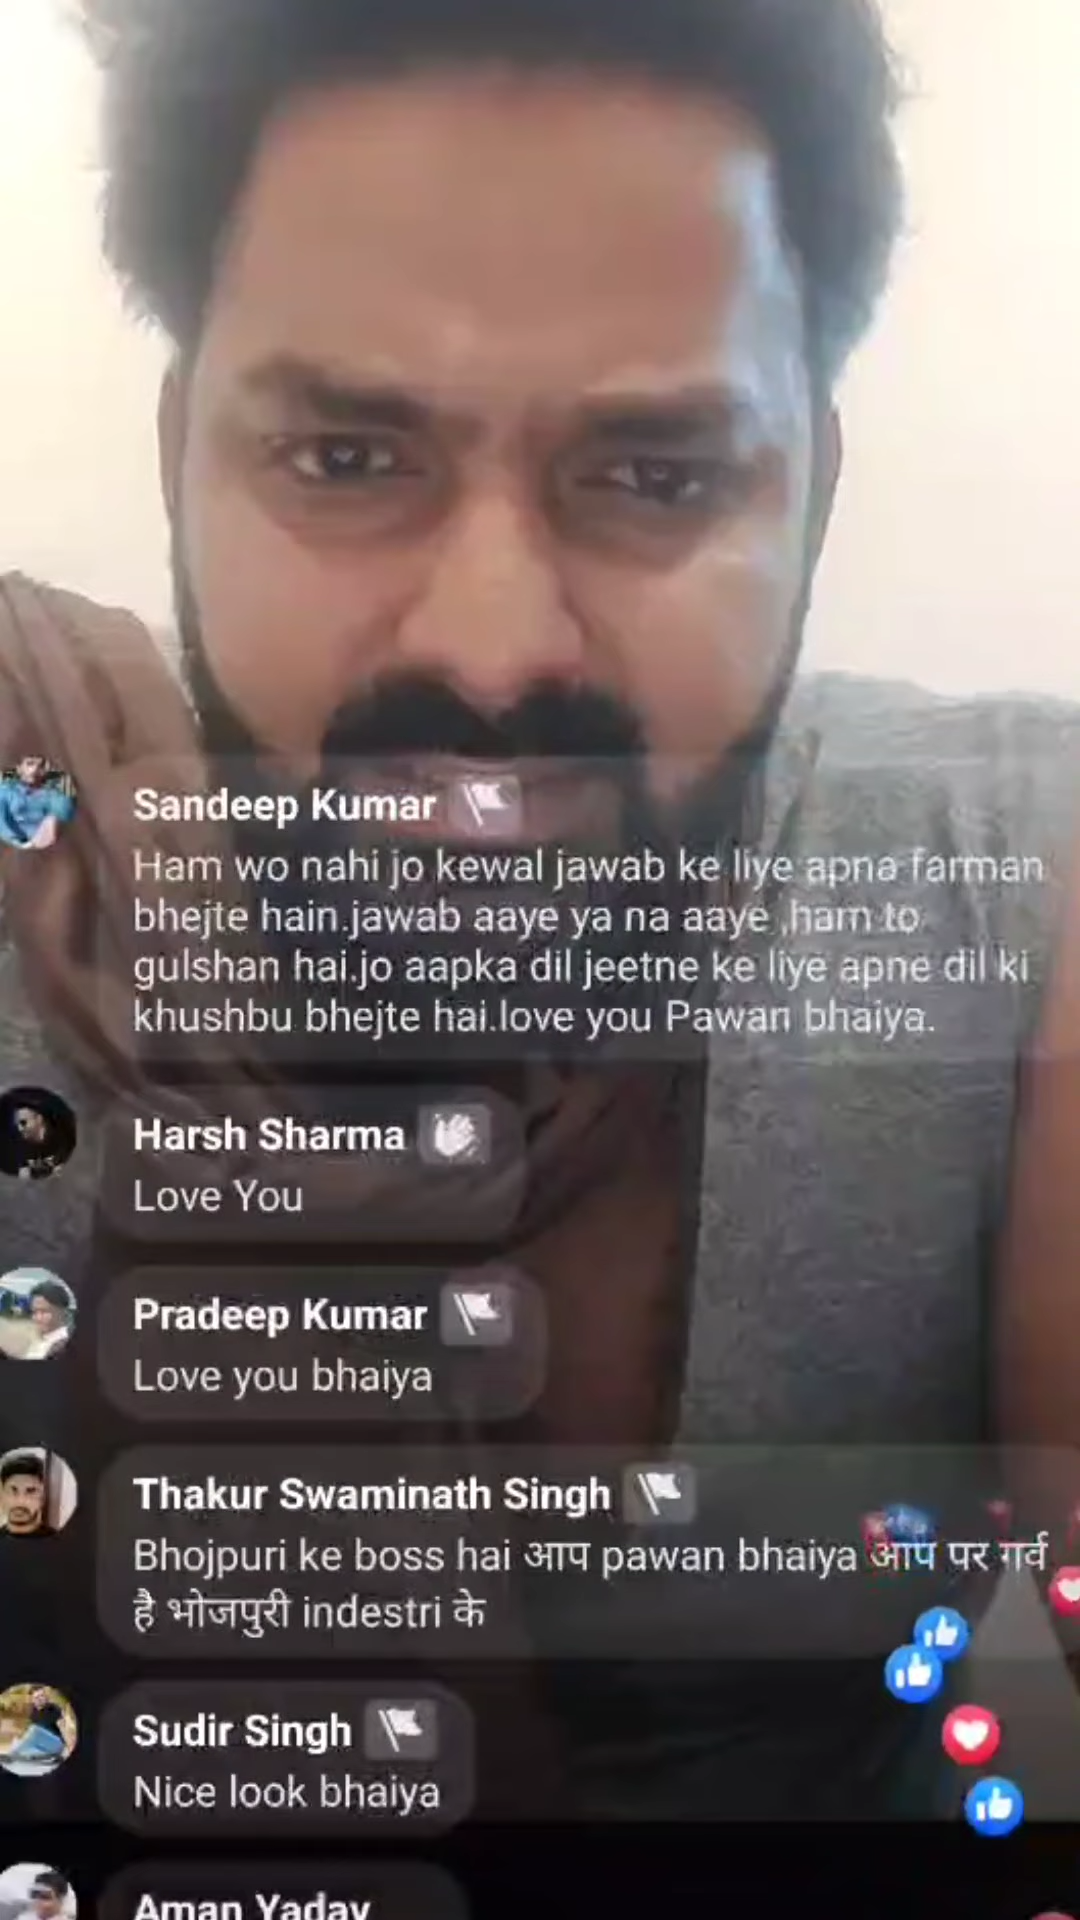 Sandeep Kumar
Ham wo nahi jo kewal jawab ke liye apna farman
bhejte hain.jawab aaye ya na aaye ,ham to
gulshan hai.jo aapka dil jeetne ke liye apne dil ki
khushbu bhejte hai.love you Pawan bhaiya.
Harsh Sharma
Love You
Pradeep Kumar
Love you bhaiya
Thakur Swaminath Singh
Bhojpuri ke boss hai आप pawan bhaiya आप पर गर्व
है भोजपुरी indestri के
Sudir Singh
Nice look bhaiya
Aman Yadav